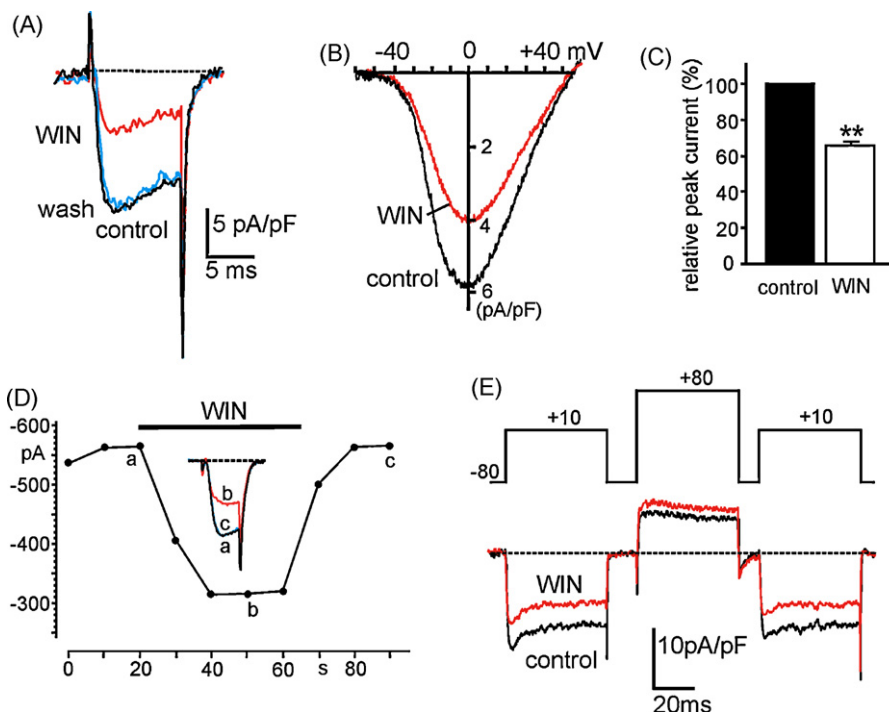 (A)
WIN
wash
control
5 pA/pF
5 ms
(B)
-40 0 +40 mV
2
WIN
4
control
6
(pA/pF)
(C)
relative peak current (%)
100
80
60
40
20
0
**
control WIN
(D)
WIN
-600
pA
-500
-400
-300
a
b
c
b
c
a
0 20 40 60 s 80
(E)
+80
+10 +10
-80
WIN
control
10pA/pF
20ms